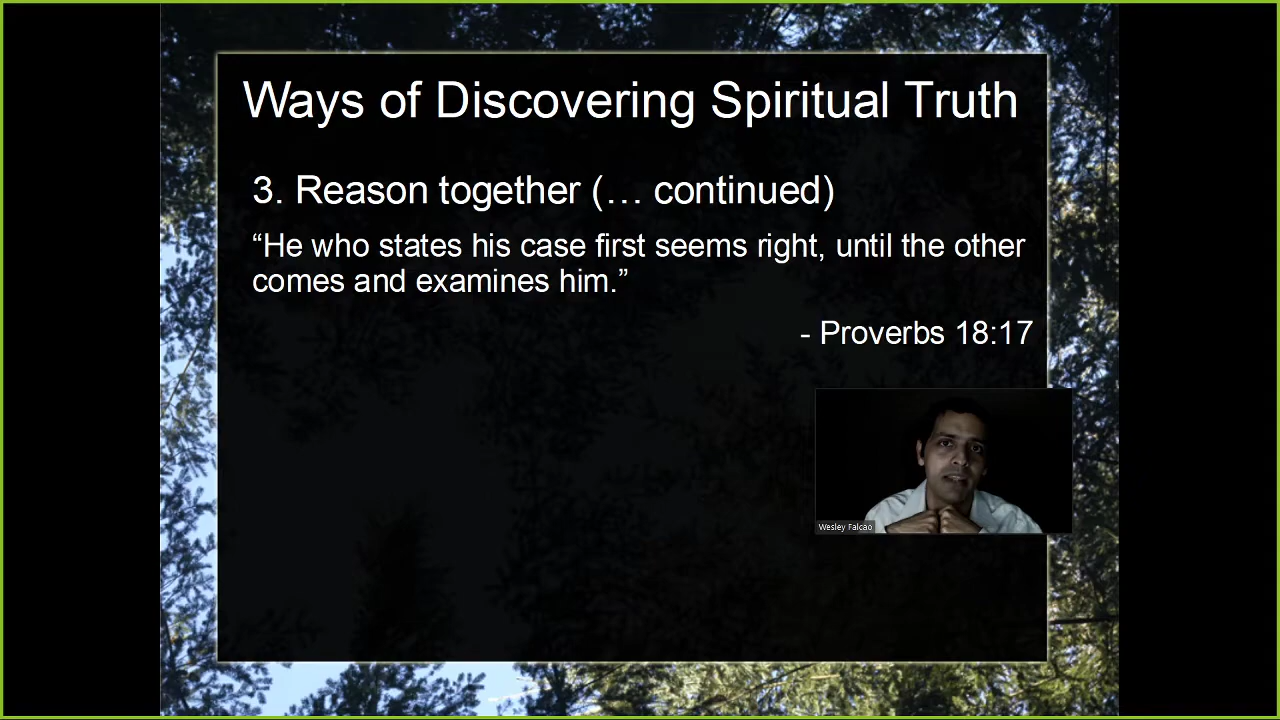 Ways of Discovering Spiritual Truth
3. Reason together (… continued)
“He who states his case first seems right, until the other
comes and examines him.”
- Proverbs 18:17
Wesley Falcao